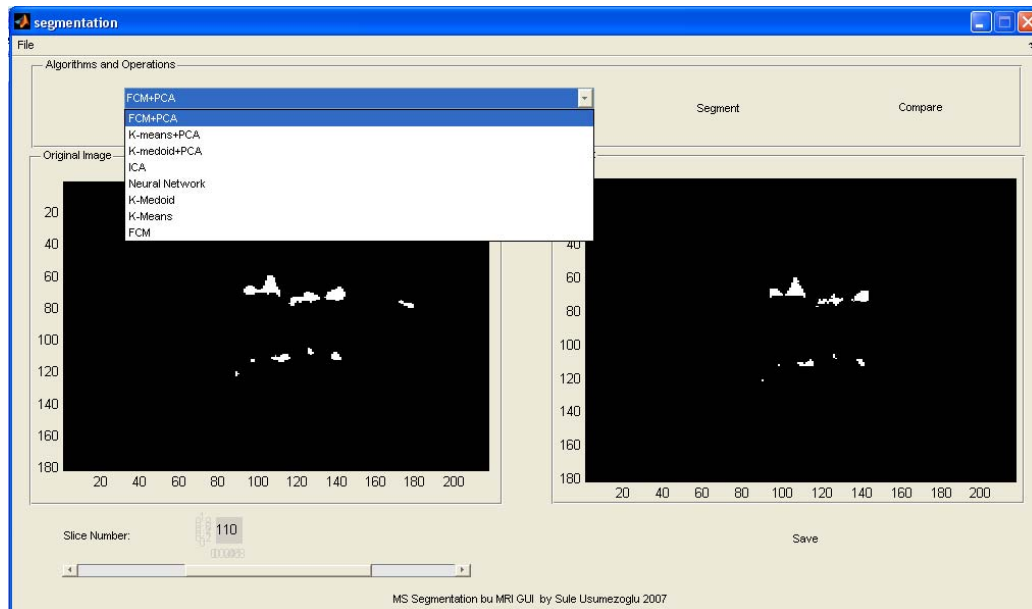 segmentation
File
Algorithms and Operations
FCM+PCA
Segment
Compare
FCM+PCA
K-means+PCA
K-medoid+PCA
ICA
Neural Network
K-Medoid
K-Means
FCM
Original Image
20
40
60
80
100
120
140
160
180
20 40 60 80 100 120 140 160 180 200
40
60
80
100
120
140
160
180
20 40 60 80 100 120 140 160 180 200
Slice Number:
110
Save
MS Segmentation bu MRI GUI by Sule Usumezoglu 2007